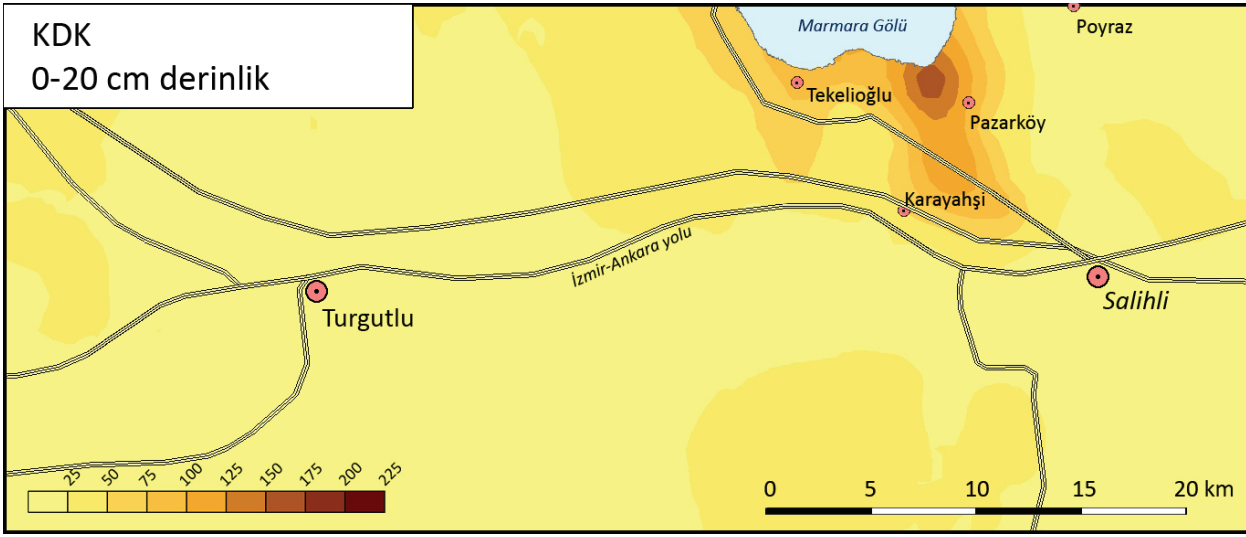 KDK
0-20 cm derinlik
Marmara Gölü
Poyraz
Tekelioğlu
Pazarköy
Karayahşi
İzmir-Ankara yolu
Turgutlu
Salihli
25 50 75 100 125 150 175 200 225
0 5 10 15 20 km